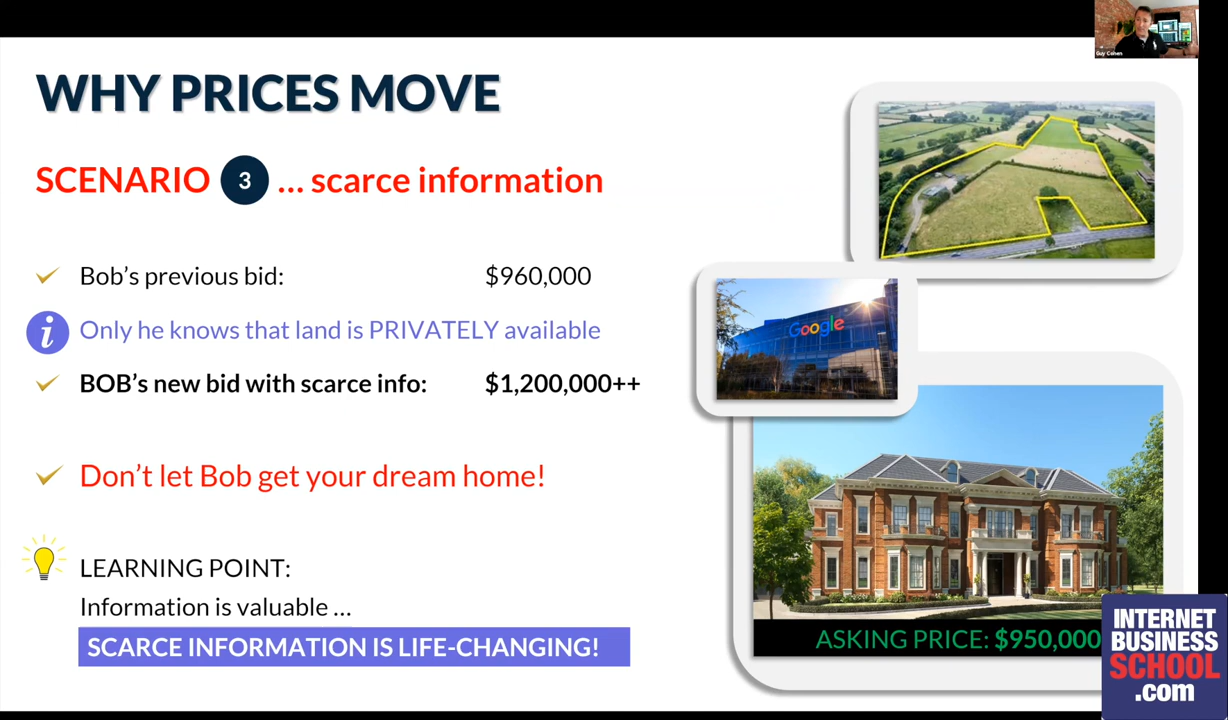 Guy Cohen
WHY PRICES MOVE
SCENARIO 3 ... scarce information
Bob's previous bid: $960,000
i Only he knows that land is PRIVATELY available
BOB's new bid with scarce info: $1,200,000++
Don't let Bob get your dream home!
LEARNING POINT:
Information is valuable ...
SCARCE INFORMATION IS LIFE-CHANGING!
Google
ASKING PRICE: $950,000
INTERNET
BUSINESS
SCHOOL
.com